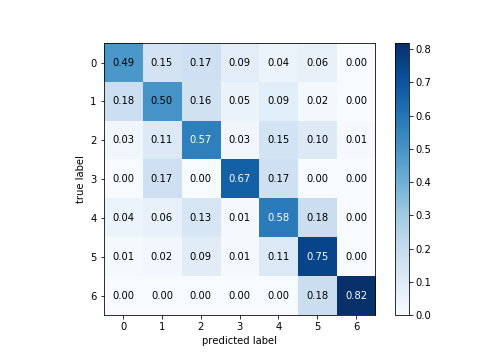 0 0.49 0.15 0.17 0.09 0.04 0.06 0.00
1 0.18 0.50 0.16 0.05 0.09 0.02 0.00
2 0.03 0.11 0.57 0.03 0.15 0.10 0.01
3 0.00 0.17 0.00 0.67 0.17 0.00 0.00
4 0.04 0.06 0.13 0.01 0.58 0.18 0.00
5 0.01 0.02 0.09 0.01 0.11 0.75 0.00
6 0.00 0.00 0.00 0.00 0.00 0.18 0.82
0 1 2 3 4 5 6
predicted label
true label
0.8
0.7
0.6
0.5
0.4
0.3
0.2
0.1
0.0